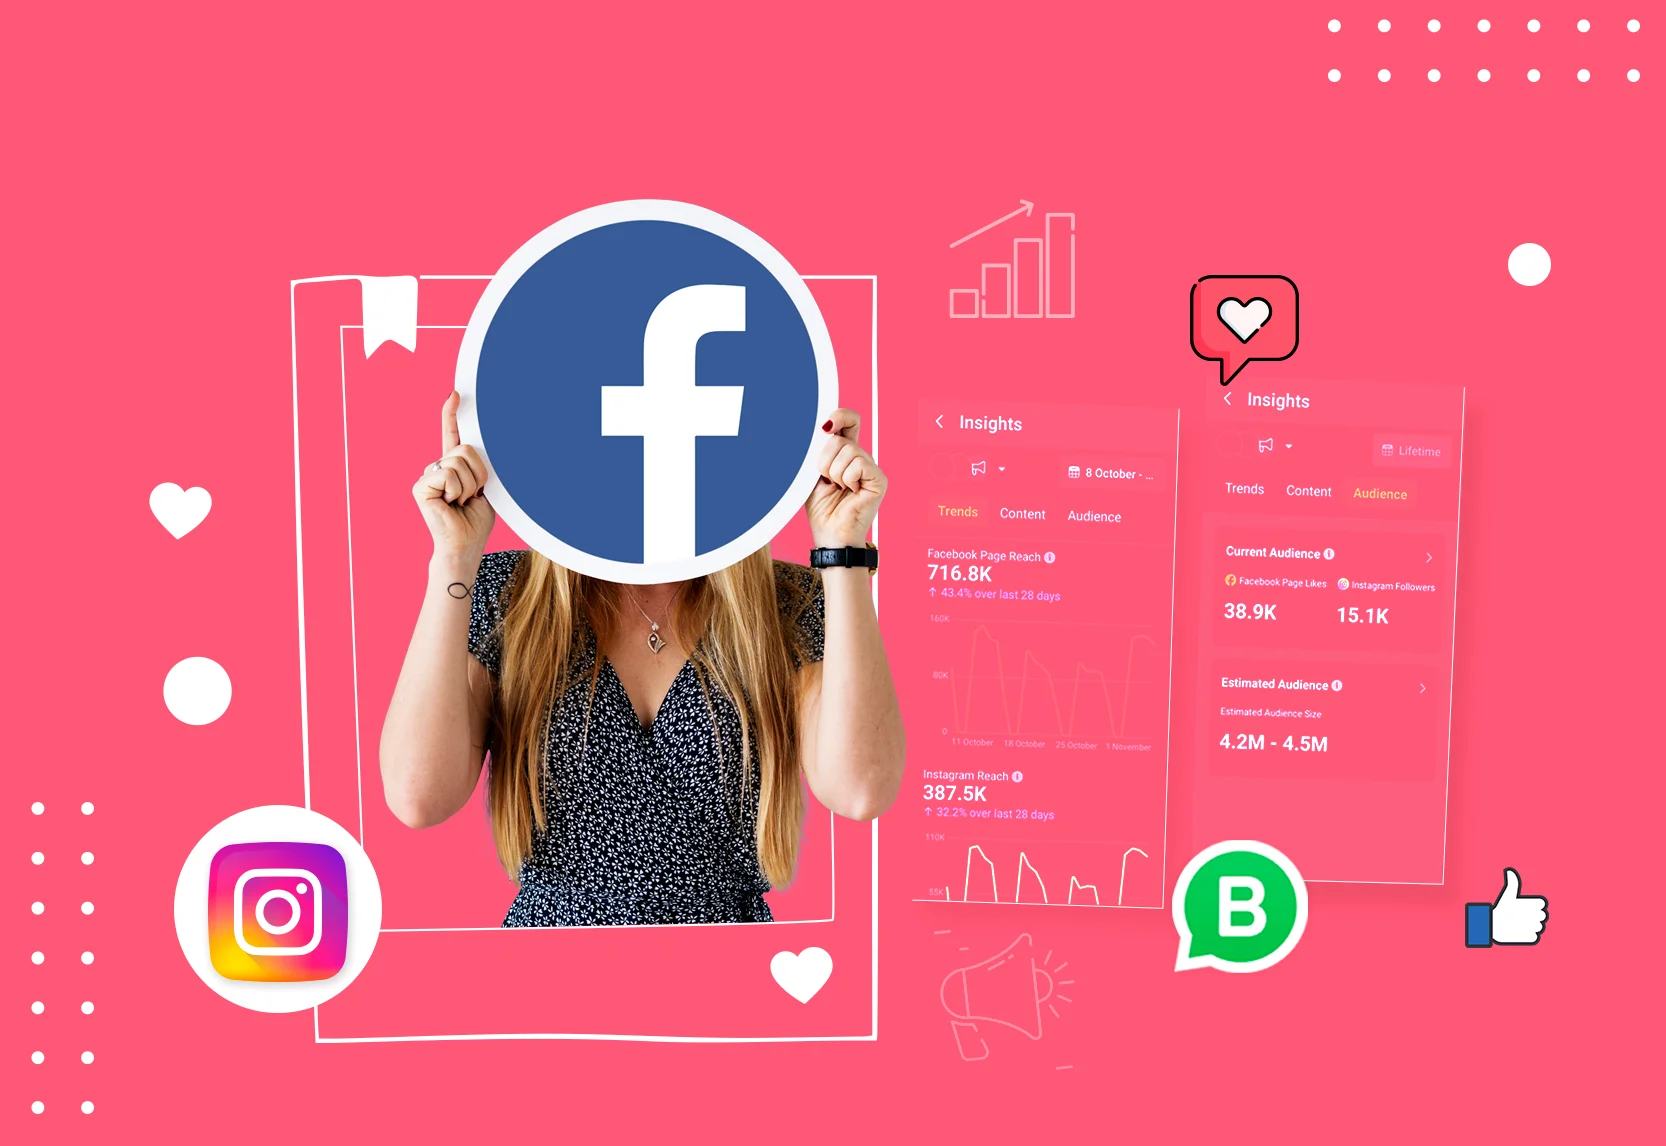 f
Insights
8 October - ...
Trends Content Audience
Facebook Page Reach
716.8K
↑ 43.4% over last 28 days
160K
80K
0
11 October 18 October 25 October 1 November
Instagram Reach
387.5K
↑ 32.2% over last 28 days
110K
55K
Insights
Lifetime
Trends Content Audience
Current Audience
Facebook Page Likes Instagram Followers
38.9K 15.1K
Estimated Audience
Estimated Audience Size
4.2M - 4.5M
B